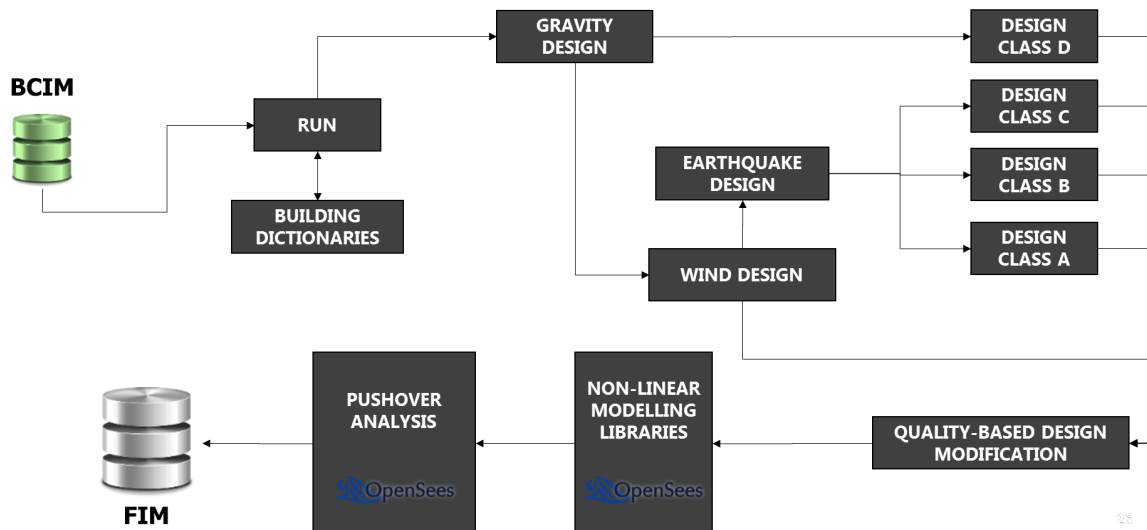 GRAVITY
DESIGN
DESIGN
CLASS D
BCIM
RUN
DESIGN
CLASS C
EARTHQUAKE
DESIGN
DESIGN
CLASS B
BUILDING
DICTIONARIES
DESIGN
CLASS A
WIND DESIGN
PUSHOVER
ANALYSIS
OpenSees
NON-LINEAR
MODELLING
LIBRARIES
OpenSees
QUALITY-BASED DESIGN
MODIFICATION
FIM
26